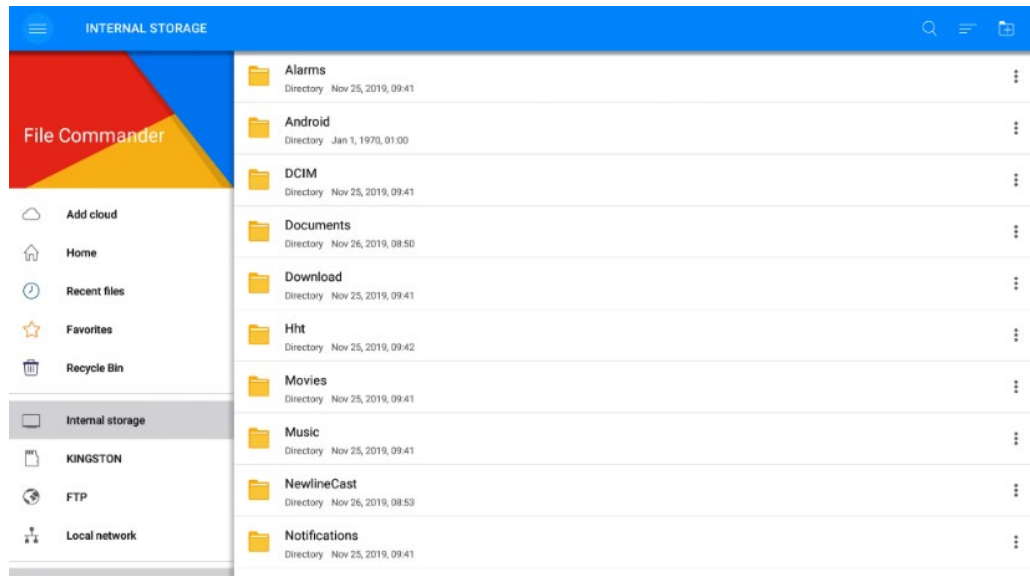 INTERNAL STORAGE
File Commander
Add cloud
Home
Recent files
Favorites
Recycle Bin
Internal storage
KINGSTON
FTP
Local network
Alarms
Directory Nov 25, 2019, 09:41
Android
Directory Jan 1, 1970, 01:00
DCIM
Directory Nov 25, 2019, 09:41
Documents
Directory Nov 26, 2019, 08:50
Download
Directory Nov 25, 2019, 09:41
Hht
Directory Nov 25, 2019, 09:42
Movies
Directory Nov 25, 2019, 09:41
Music
Directory Nov 25, 2019, 09:41
NewlineCast
Directory Nov 26, 2019, 08:53
Notifications
Directory Nov 25, 2019, 09:41